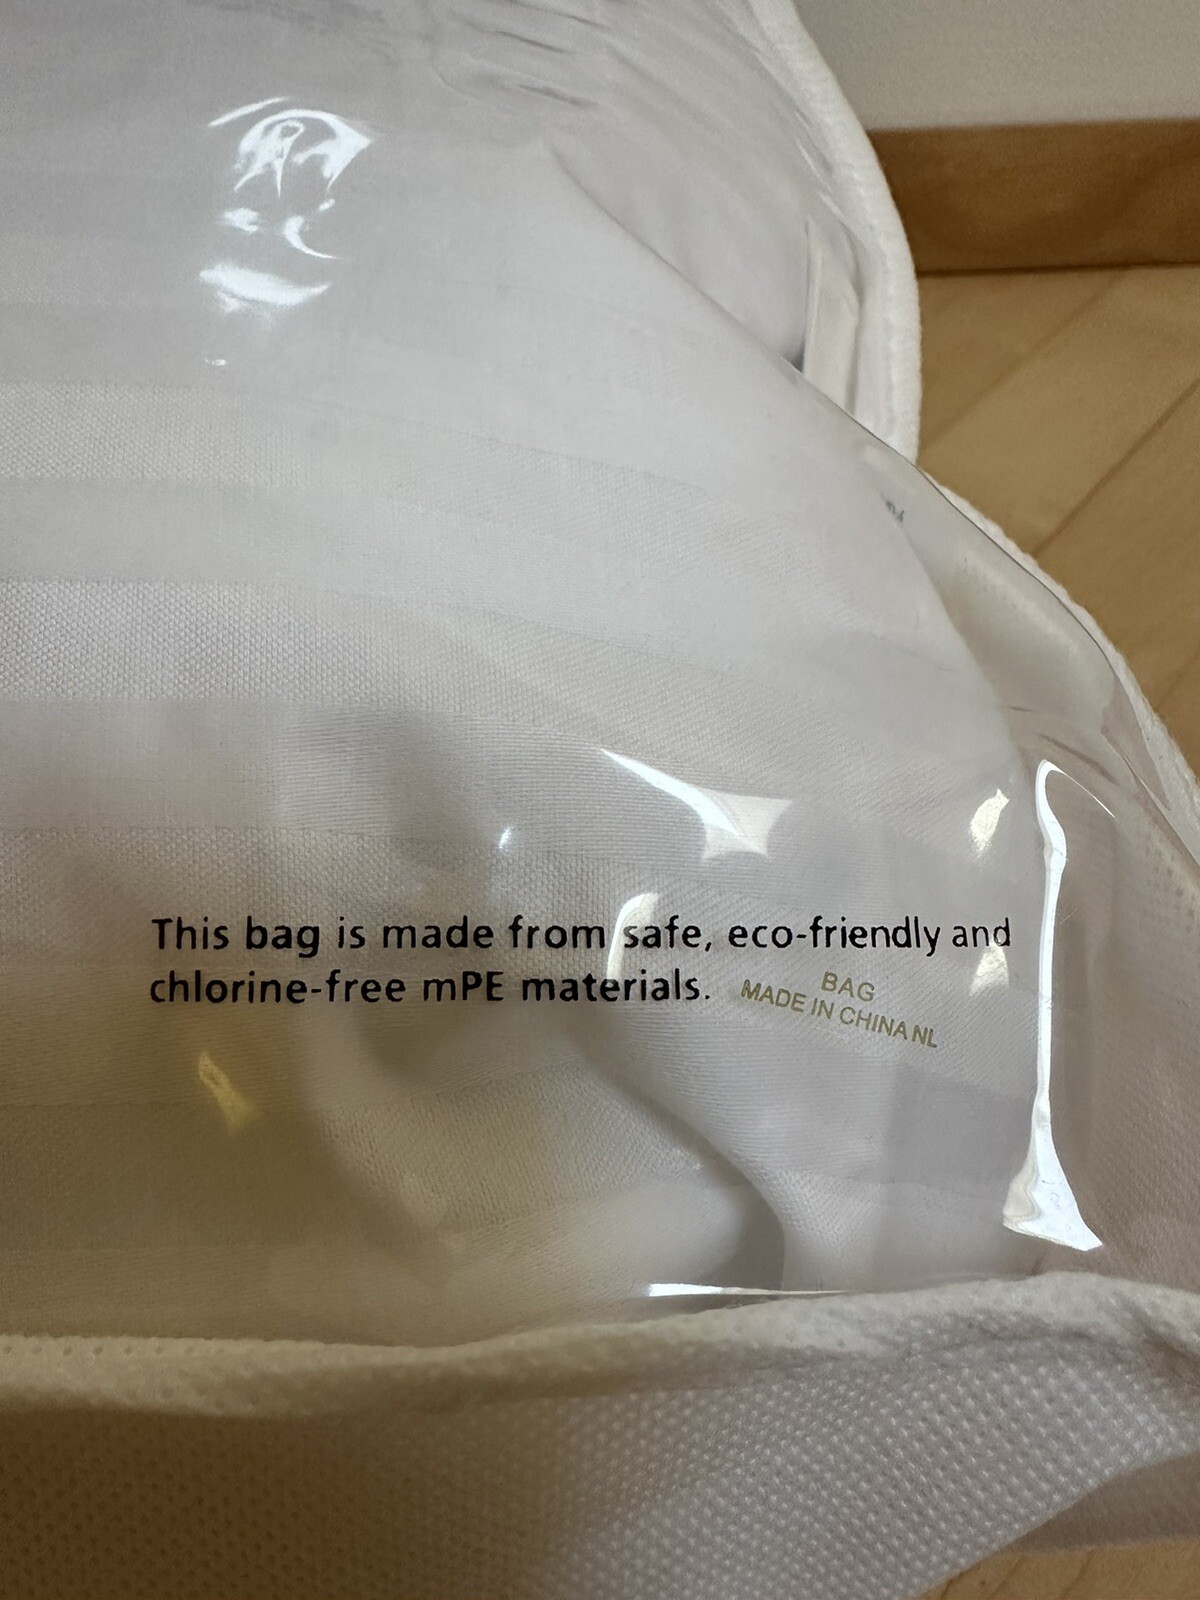 This bag is made from safe, eco-friendly and
chlorine-free mPE materials.
BAG
MADE IN CHINA NL